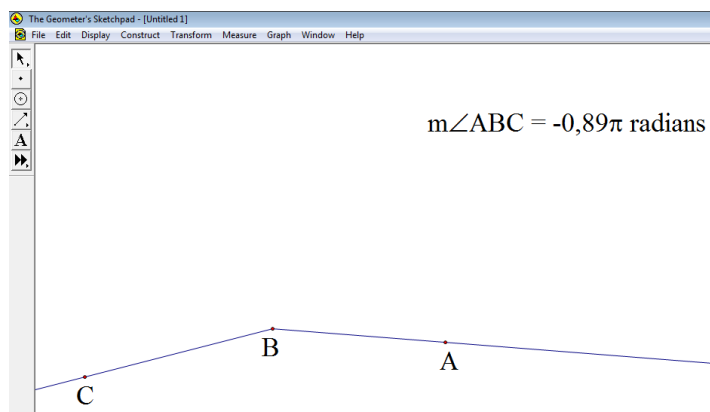 The Geometer's Sketchpad - [Untitled 1]
File Edit Display Construct Transform Measure Graph Window Help
A
m∠ABC = -0,89π radians
B
A
C